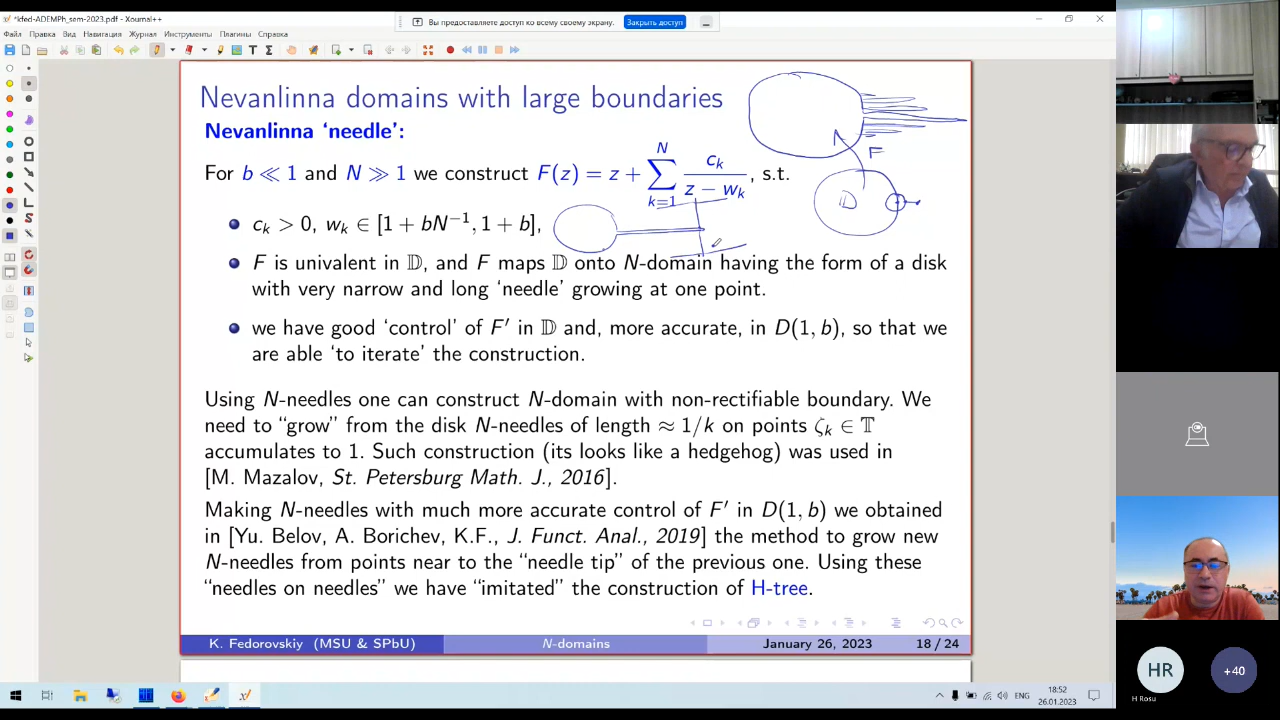 *kfed-ADEMPh_sem-2023.pdf - Xournal++
Вы предоставляете доступ ко всему своему экрану. Закрыть доступ
Файл Правка Вид Навигация Журнал Инструменты Плагины Справка
Nevanlinna domains with large boundaries
Nevanlinna ‘needle’:
For b ≪ 1 and N ≫ 1 we construct F(z) = z + ∑_{k=1}^{N} c_k / (z − w_k), s.t.
c_k > 0, w_k ∈ [1 + bN⁻¹, 1 + b],
F is univalent in 𝔻, and F maps 𝔻 onto N-domain having the form of a disk
with very narrow and long ‘needle’ growing at one point.
we have good ‘control’ of F′ in 𝔻 and, more accurate, in D(1, b), so that we
are able ‘to iterate’ the construction.
F
𝔻
Using N-needles one can construct N-domain with non-rectifiable boundary. We
need to “grow” from the disk N-needles of length ≈ 1/k on points ζ_k ∈ 𝕋
accumulates to 1. Such construction (its looks like a hedgehog) was used in
[M. Mazalov, St. Petersburg Math. J., 2016].
Making N-needles with much more accurate control of F′ in D(1, b) we obtained
in [Yu. Belov, A. Borichev, K.F., J. Funct. Anal., 2019] the method to grow new
N-needles from points near to the “needle tip” of the previous one. Using these
“needles on needles” we have “imitated” the construction of H-tree.
K. Fedorovskiy (MSU & SPbU) N-domains January 26, 2023 18 / 24
HR
H Rosu
+40
ENG
18:52
26.01.2023